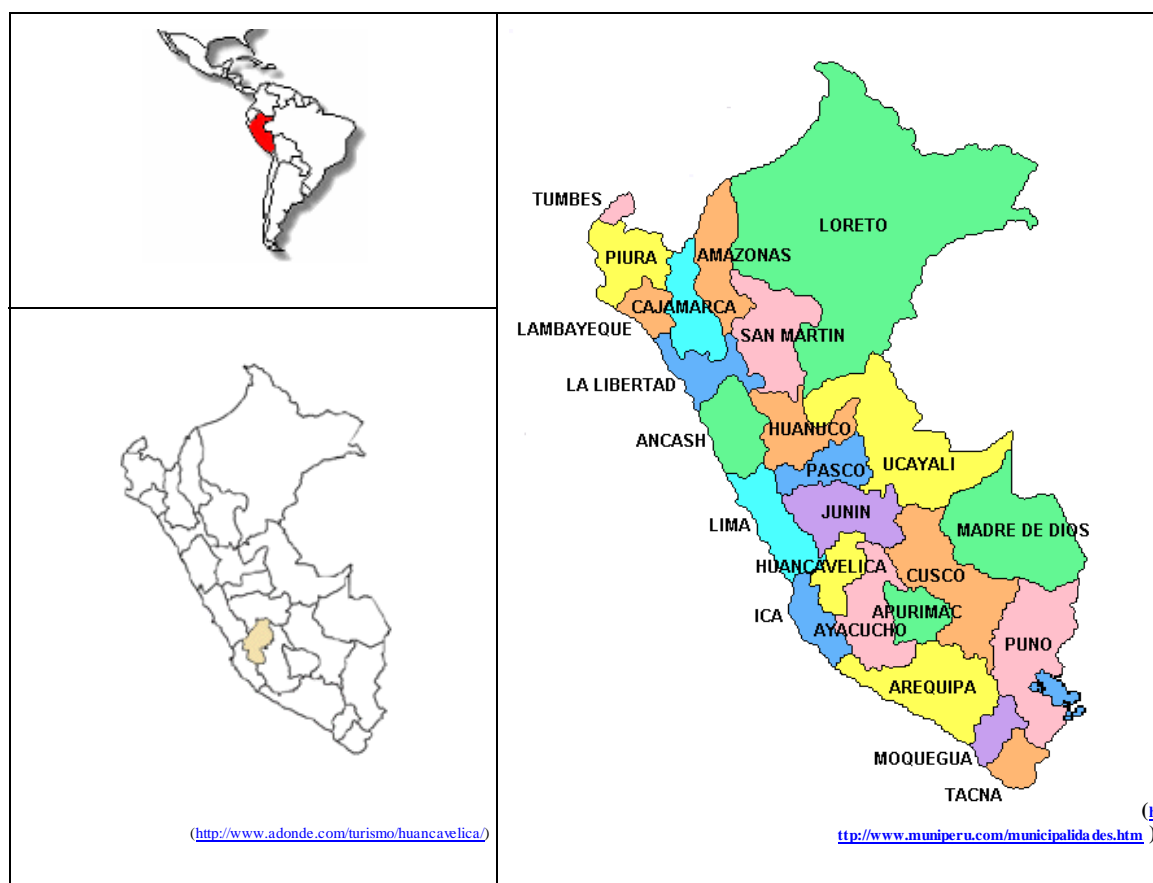 (http://www.adonde.com/turismo/huancavelica/)
TUMBES
LORETO
PIURA
AMAZONAS
CAJAMARCA
LAMBAYEQUE
SAN MARTIN
LA LIBERTAD
HUANUCO
ANCASH
PASCO
UCAYALI
LIMA
JUNIN
MADRE DE DIOS
HUANCAVELICA
CUSCO
ICA
APURIMAC
AYACUCHO
PUNO
AREQUIPA
MOQUEGUA
TACNA
(h
ttp://www.muniperu.com/municipalidades.htm )